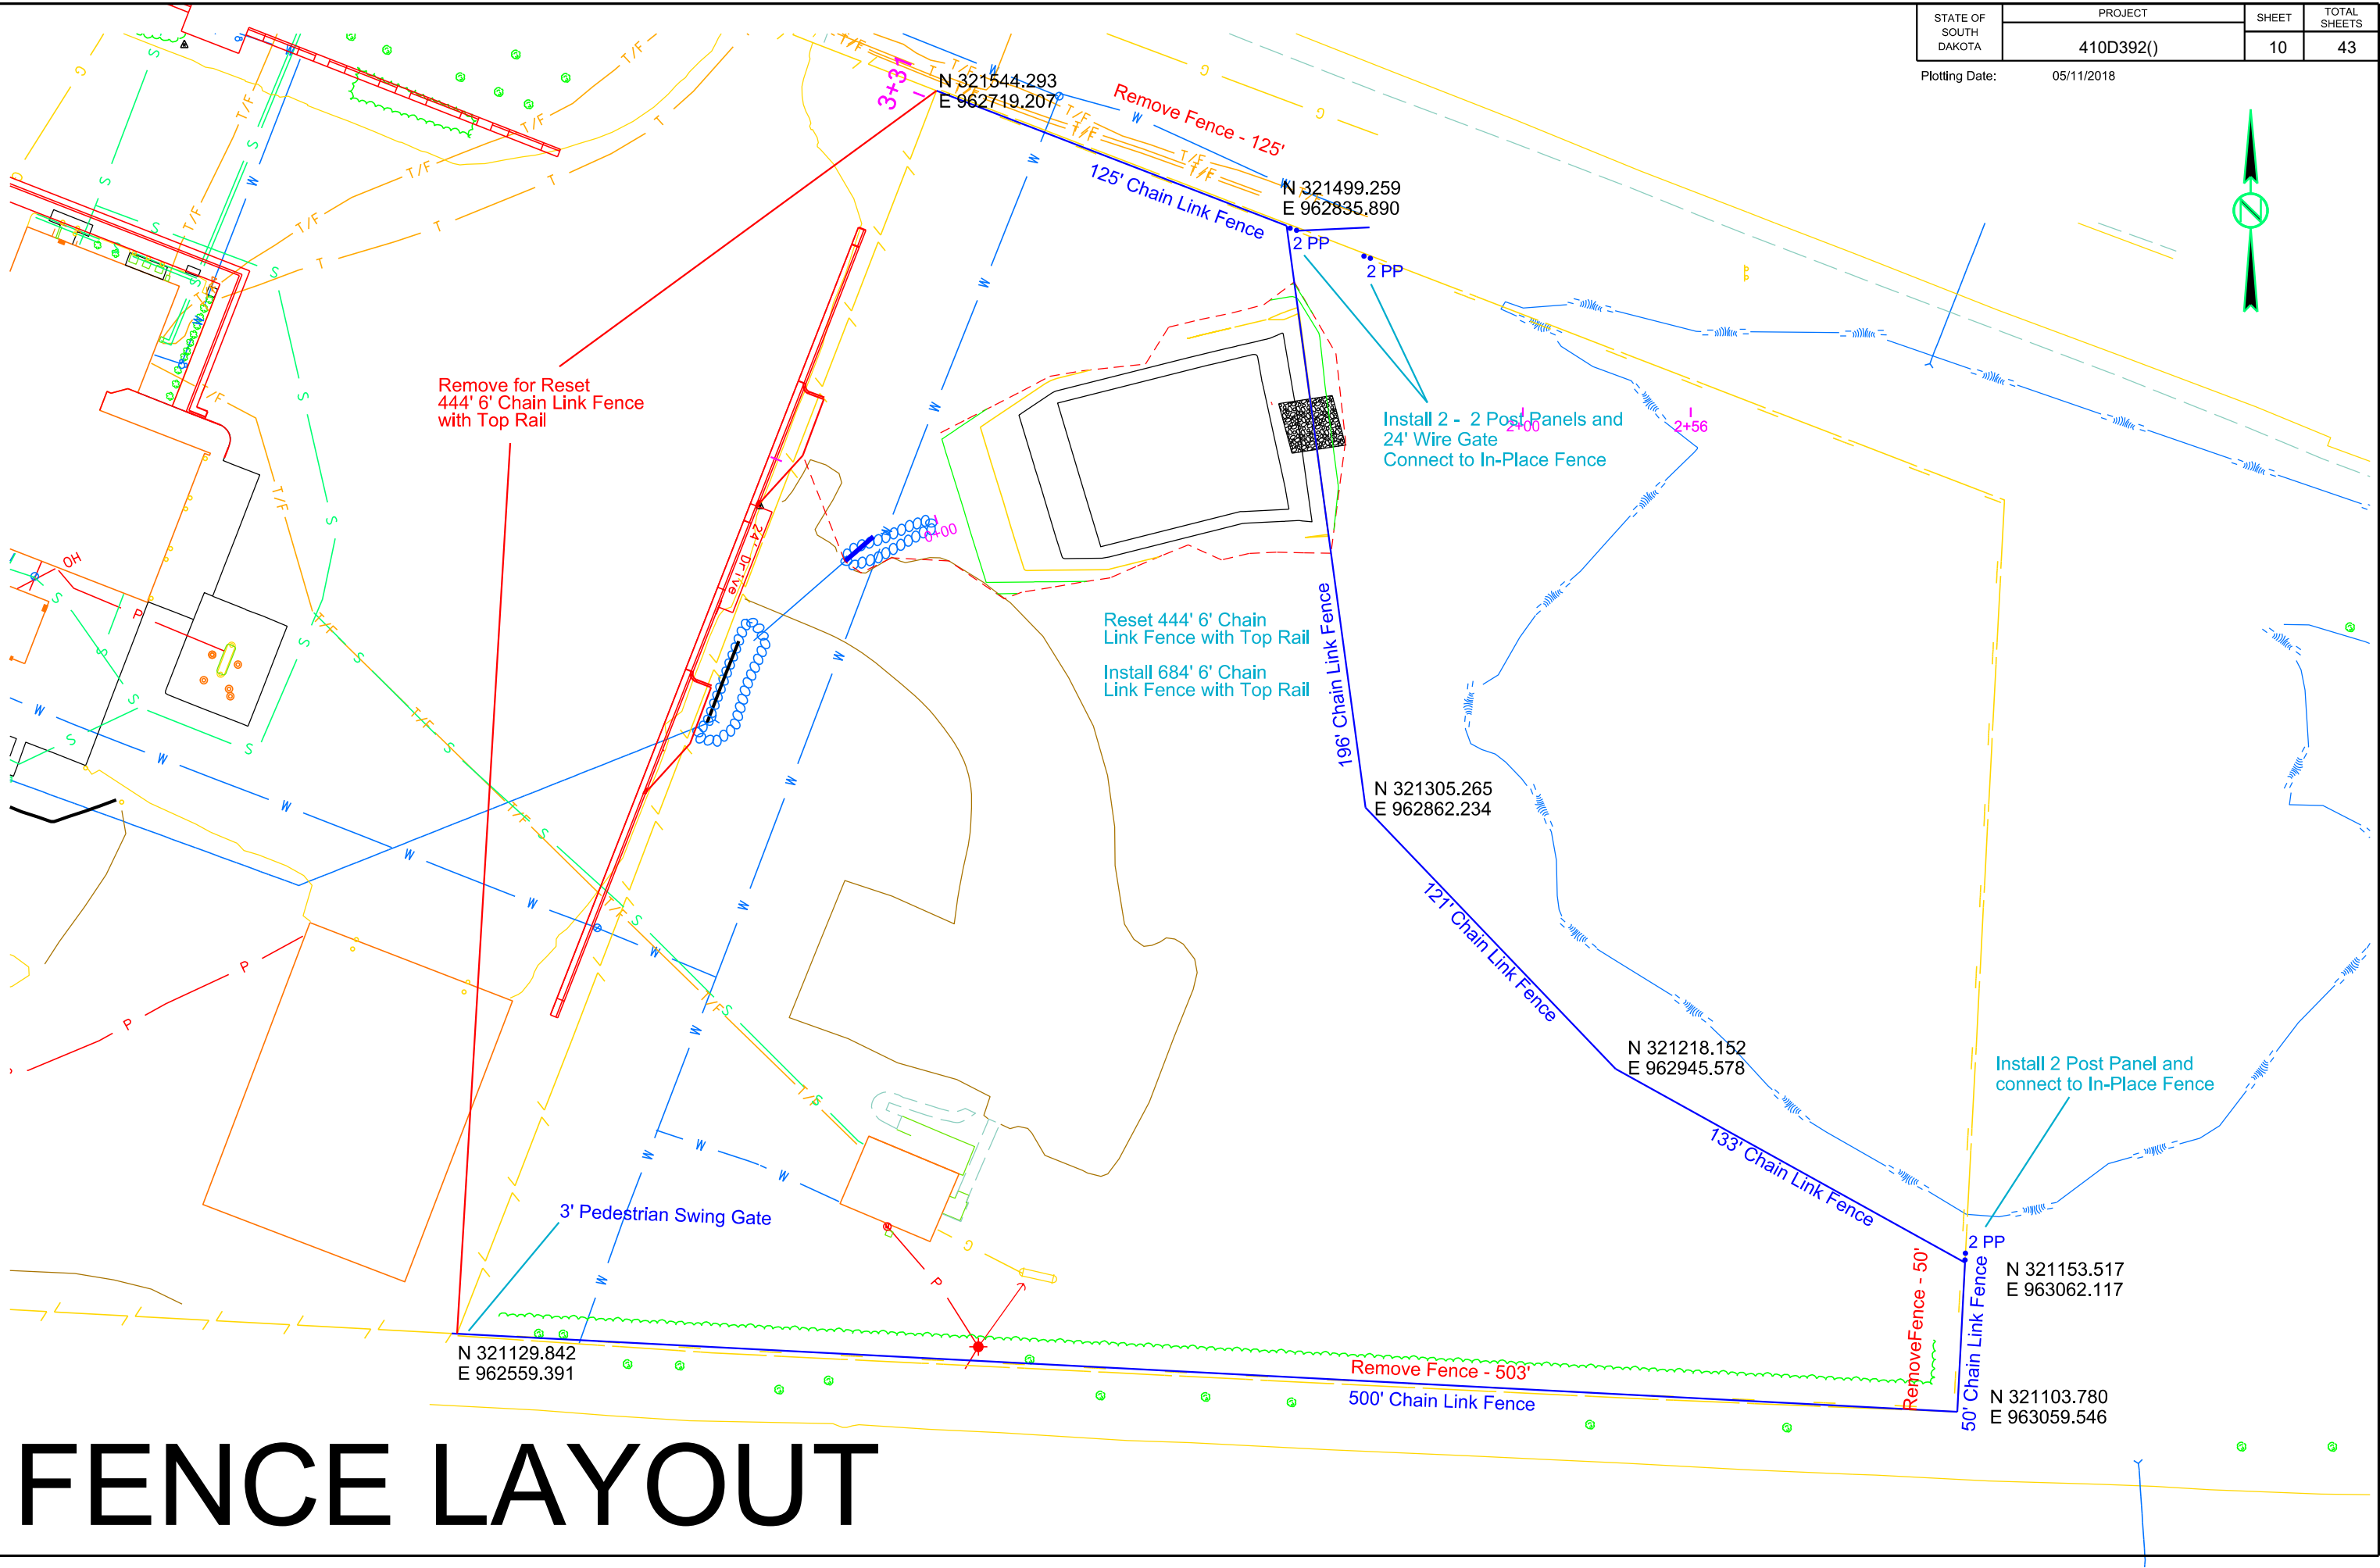 STATE OF
SOUTH
DAKOTA
PROJECT
410D392()
SHEET
10
TOTAL
SHEETS
43
Plotting Date: 05/11/2018
3+31
N 321544.293
E 962719.207
Remove Fence - 125'
125' Chain Link Fence
N 321499.259
E 962835.890
2 PP
2 PP
Remove for Reset
444' 6' Chain Link Fence
with Top Rail
Install 2 - 2 Post Panels and
24' Wire Gate
Connect to In-Place Fence
2+00
2+56
0+00
24' Drive
Reset 444' 6' Chain
Link Fence with Top Rail
Install 684' 6' Chain
Link Fence with Top Rail
196' Chain Link Fence
N 321305.265
E 962862.234
121' Chain Link Fence
N 321218.152
E 962945.578
Install 2 Post Panel and
connect to In-Place Fence
133' Chain Link Fence
2 PP
N 321153.517
E 963062.117
RemoveFence - 50'
50' Chain Link Fence
3' Pedestrian Swing Gate
N 321129.842
E 962559.391
Remove Fence - 503'
500' Chain Link Fence
N 321103.780
E 963059.546
FENCE LAYOUT